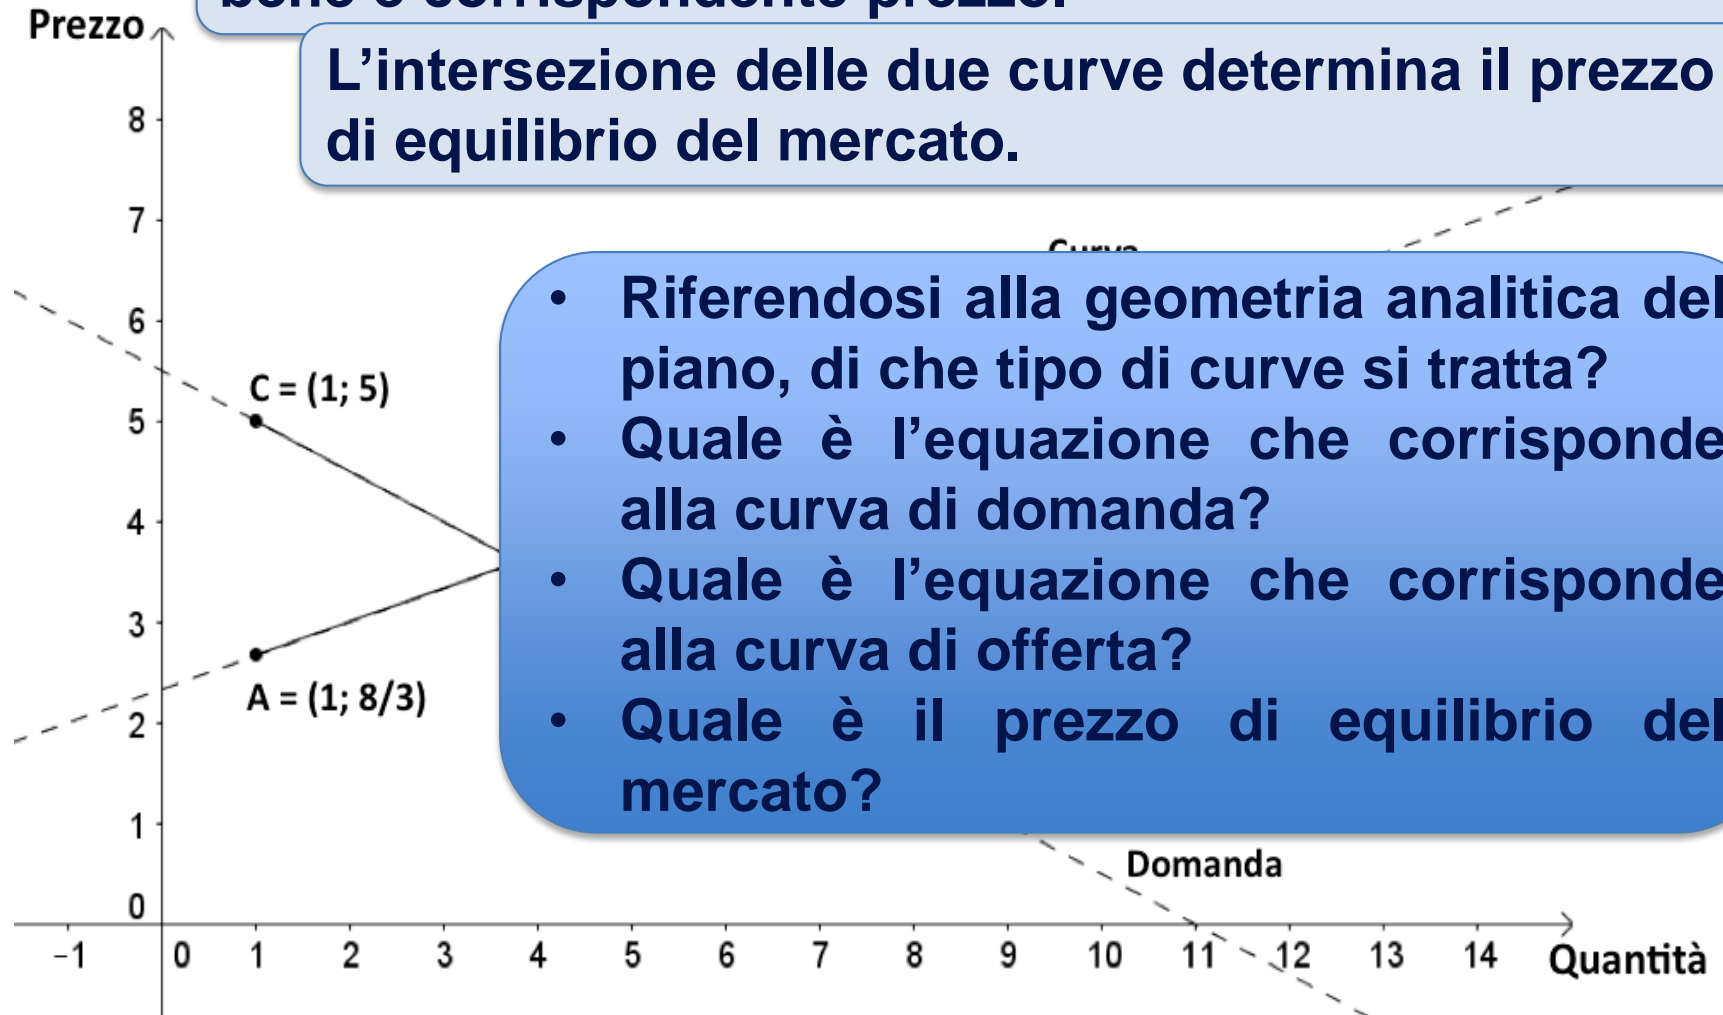 bene e corrispondente prezzo.
Prezzo
L’intersezione delle due curve determina il prezzo
di equilibrio del mercato.
8
7
Curva
6
• Riferendosi alla geometria analitica del
piano, di che tipo di curve si tratta?
C = (1; 5)
5
• Quale è l’equazione che corrisponde
alla curva di domanda?
4
• Quale è l’equazione che corrisponde
alla curva di offerta?
3
A = (1; 8/3)
2
• Quale è il prezzo di equilibrio del
mercato?
1
Domanda
0
−1 0 1 2 3 4 5 6 7 8 9 10 11 12 13 14 Quantità